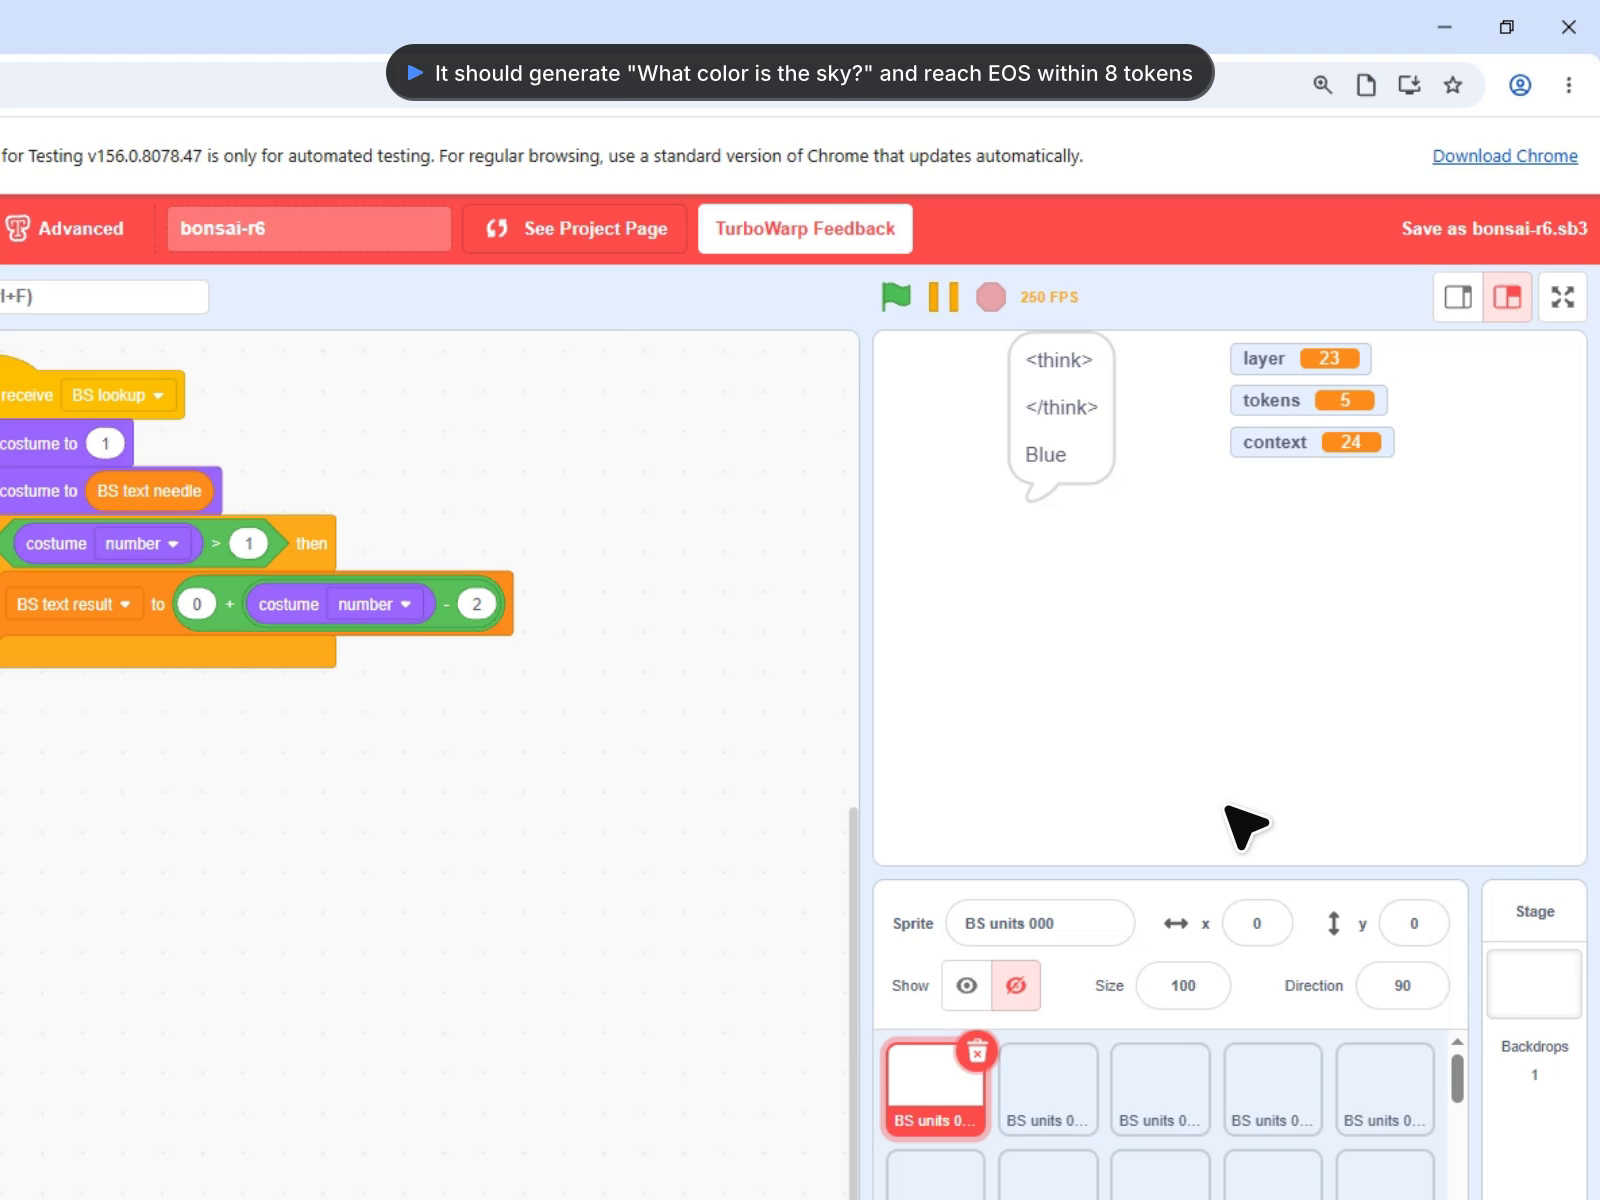 It should generate "What color is the sky?" and reach EOS within 8 tokens
for Testing v156.0.8078.47 is only for automated testing. For regular browsing, use a standard version of Chrome that updates automatically.
Download Chrome
Advanced
bonsai-r6
See Project Page
TurboWarp Feedback
Save as bonsai-r6.sb3
l+F)
250 FPS
receive BS lookup
costume to 1
costume to BS text needle
costume number > 1 then
BS text result to 0 + costume number - 2
<think>
</think>
Blue
layer 23
tokens 5
context 24
Sprite BS units 000 x 0 y 0
Show Size 100 Direction 90
BS units 0...
BS units 0...
BS units 0...
BS units 0...
BS units 0...
Stage
Backdrops
1